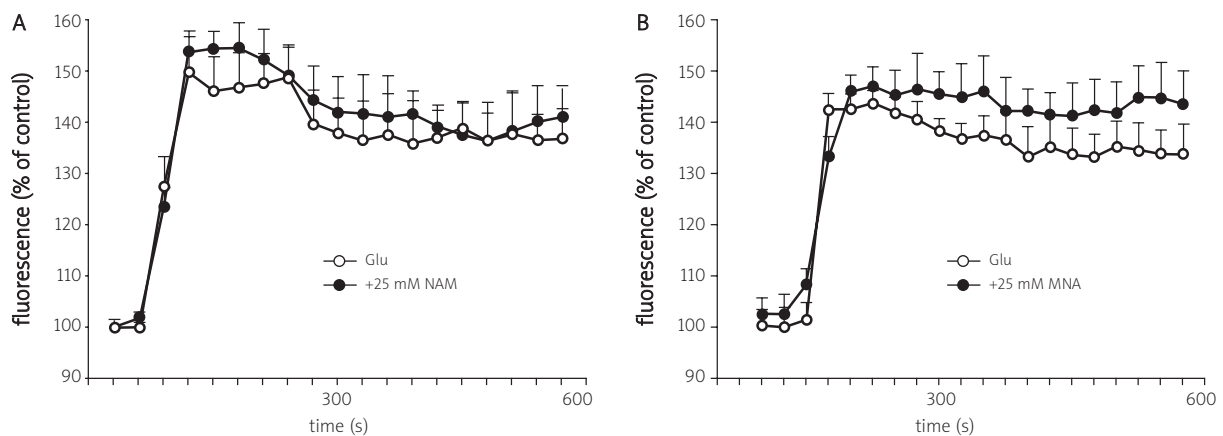 A
fluorescence (% of control)
160
150
140
130
120
110
100
90
Glu
+25 mM NAM
300
600
time (s)
B
fluorescence (% of control)
160
150
140
130
120
110
100
90
Glu
+25 mM MNA
300
600
time (s)